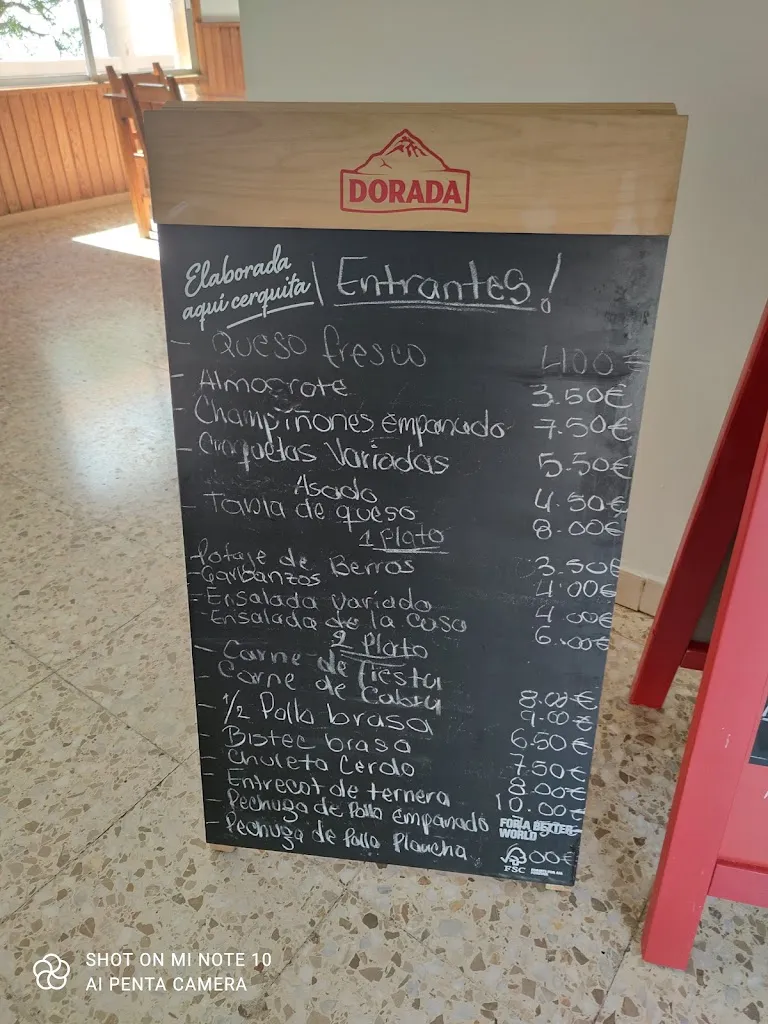 DORADA
Elaborada
aquí cerquita
Entrantes!
- Queso fresco 4.00€
- Almogrote 3.50€
- Champiñones empanado 7.50€
- Croquetas Variadas 5.50€
Asado 4.50€
- Tabla de queso 8.00€
1 Plato
- Potaje de Berros 3.50€
- Garbanzos 4.00€
- Ensalada variada 4.00€
- Ensalada de la casa 6.00€
2 Plato
- Carne de Fiesta 8.00€
- Carne de Cabra 9.00€
- 1/2 Pollo brasa 6.50€
- Bistec brasa 7.50€
- Chuleta Cerdo 8.00€
- Entrecot de ternera 10.00€
- Pechuga de Pollo empanado
- Pechuga de Pollo Plancha 00€
FOR A BETTER
WORLD
FSC
SHOT ON MI NOTE 10
AI PENTA CAMERA